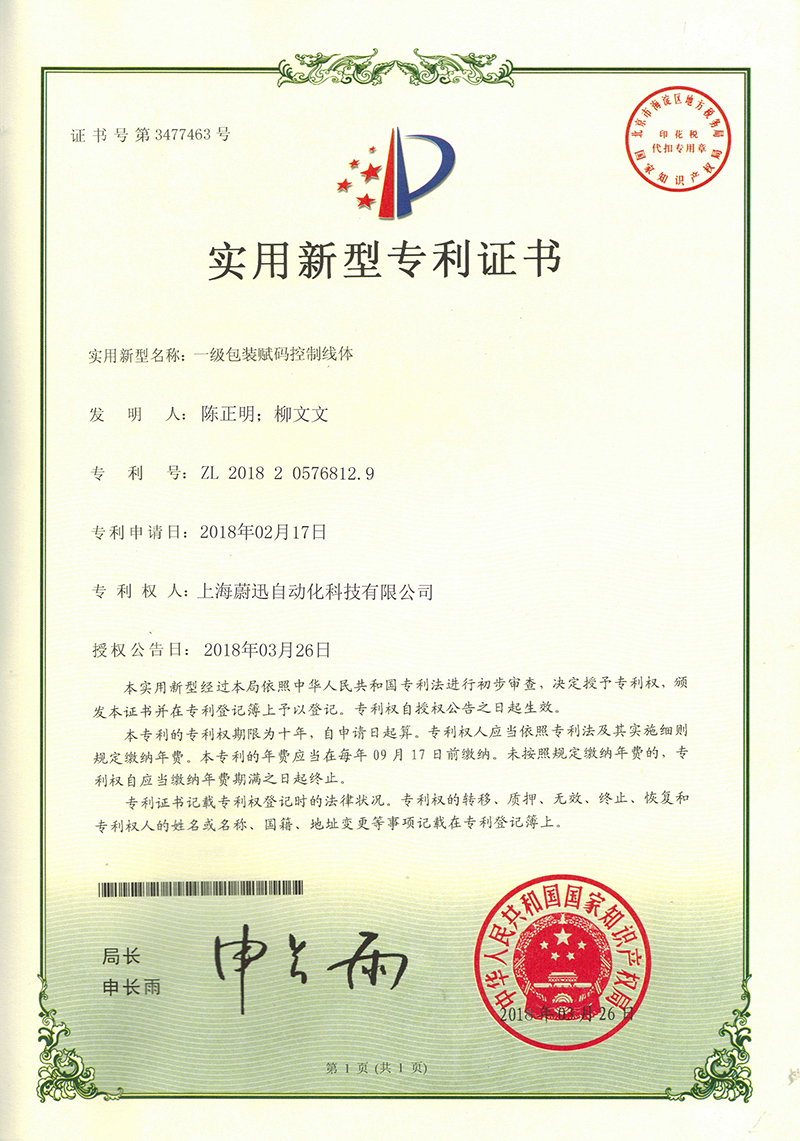 证书号第3477463号
北京市海淀区地方税务局
印花税
代扣专用章
国家知识产权局
实用新型专利证书
实用新型名称：一级包装赋码控制线体
发明人：陈正明；柳文文
专利号：ZL 2018 2 0576812.9
专利申请日：2018年02月17日
专利权人：上海蔚迅自动化科技有限公司
授权公告日：2018年03月26日
本实用新型经过本局依照中华人民共和国专利法进行初步审查，决定授予专利权，颁
发本证书并在专利登记簿上予以登记。专利权自授权公告之日起生效。
本专利的专利权期限为十年，自申请日起算。专利权人应当依照专利法及其实施细则
规定缴纳年费。本专利的年费应当在每年09月17日前缴纳。未按照规定缴纳年费的，专
利权自应当缴纳年费期满之日起终止。
专利证书记载专利权登记时的法律状况。专利权的转移、质押、无效、终止、恢复和
专利权人的姓名或名称、国籍、地址变更等事项记载在专利登记簿上。
局长
申长雨
申长雨
中华人民共和国国家知识产权局
2018年03月26日
第1页(共1页)